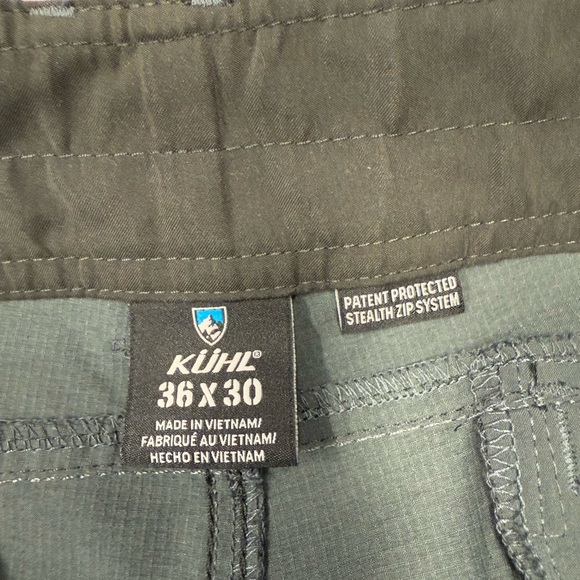 KÜHL®
36 X 30
MADE IN VIETNAM/
FABRIQUÉ AU VIETNAM/
HECHO EN VIETNAM
PATENT PROTECTED
STEALTH ZIP SYSTEM